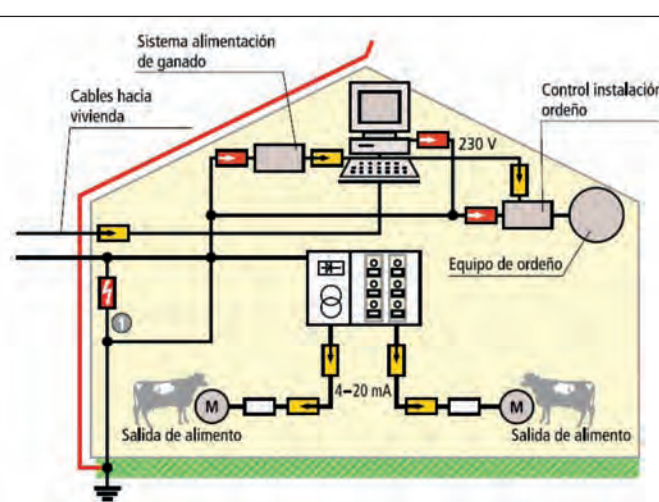 Sistema alimentación
de ganado
Cables hacia
vivienda
Control instalación
ordeño
230 V
Equipo de ordeño
1
4–20 mA
M
M
Salida de alimento
Salida de alimento